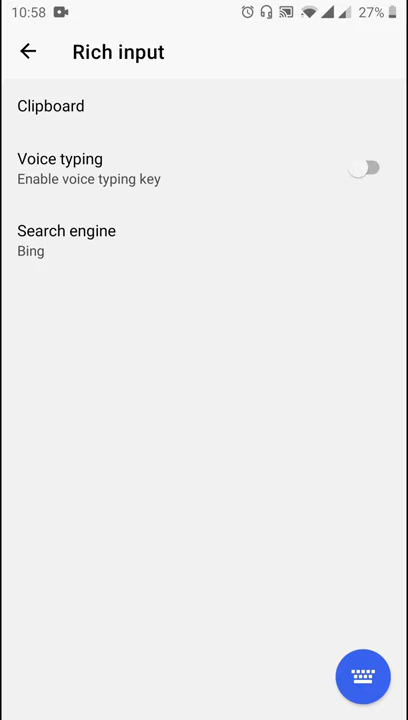 10:58
27%
Rich input
Clipboard
Voice typing
Enable voice typing key
Search engine
Bing